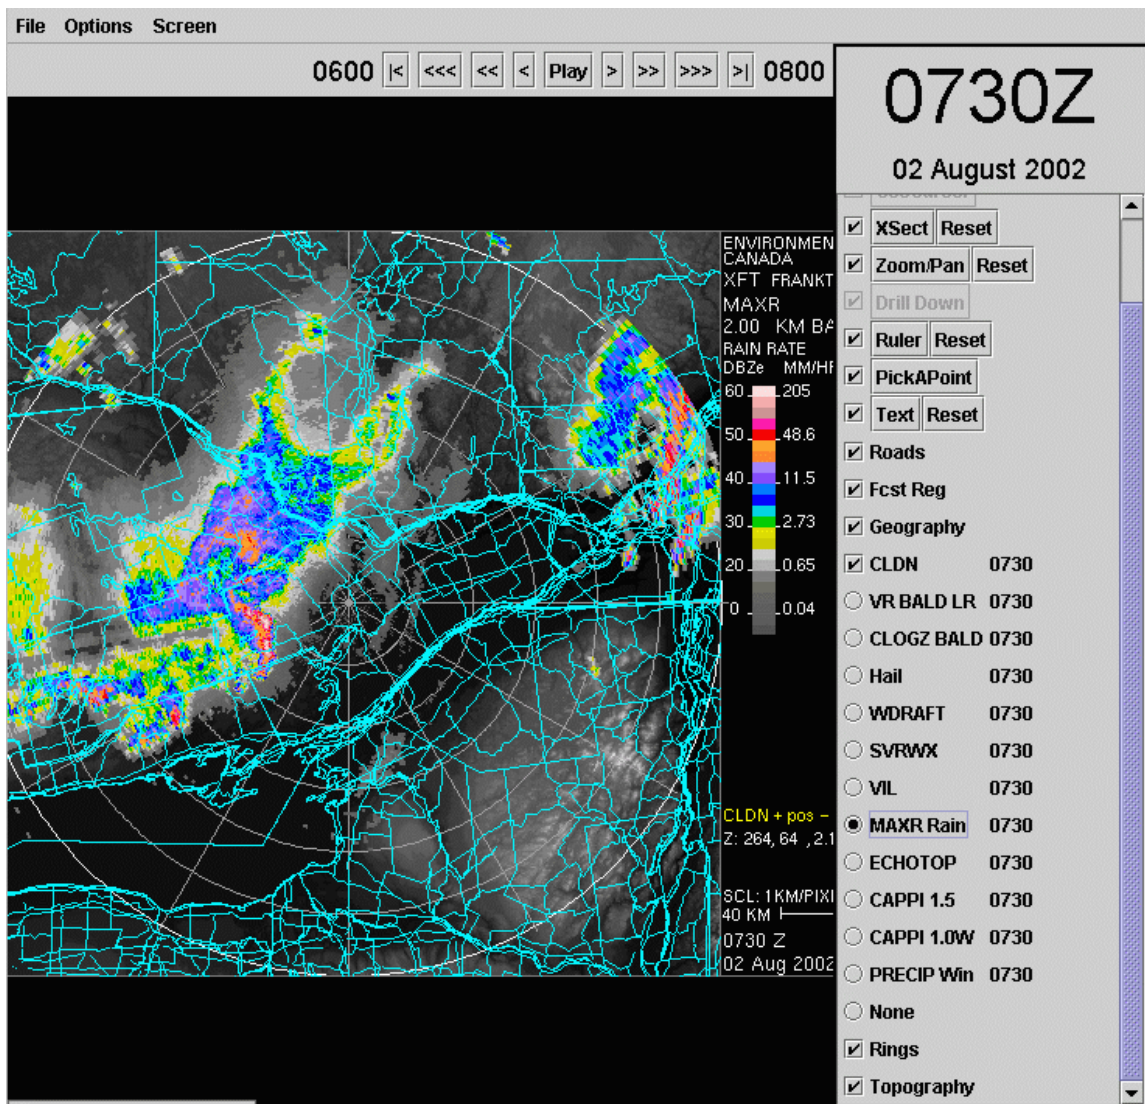 File Options Screen
0600 |< <<< << < Play > >> >>> >| 0800
0730Z
02 August 2002
XSect Reset
Zoom/Pan Reset
Drill Down
Ruler Reset
PickAPoint
Text Reset
Roads
Fcst Reg
Geography
CLDN 0730
VR BALD LR 0730
CLOGZ BALD 0730
Hail 0730
WDRAFT 0730
SVRWX 0730
VIL 0730
MAXR Rain 0730
ECHOTOP 0730
CAPPI 1.5 0730
CAPPI 1.0W 0730
PRECIP Win 0730
None
Rings
Topography
ENVIRONMEN
CANADA
XFT FRANKT
MAXR
2.00 KM BA
RAIN RATE
DBZe MM/HR
60 205
50 48.6
40 11.5
30 2.73
20 0.65
0 0.04
CLDN + pos -
Z: 264, 64 ,2.1
SCL: 1KM/PIX
40 KM
0730 Z
02 Aug 2002